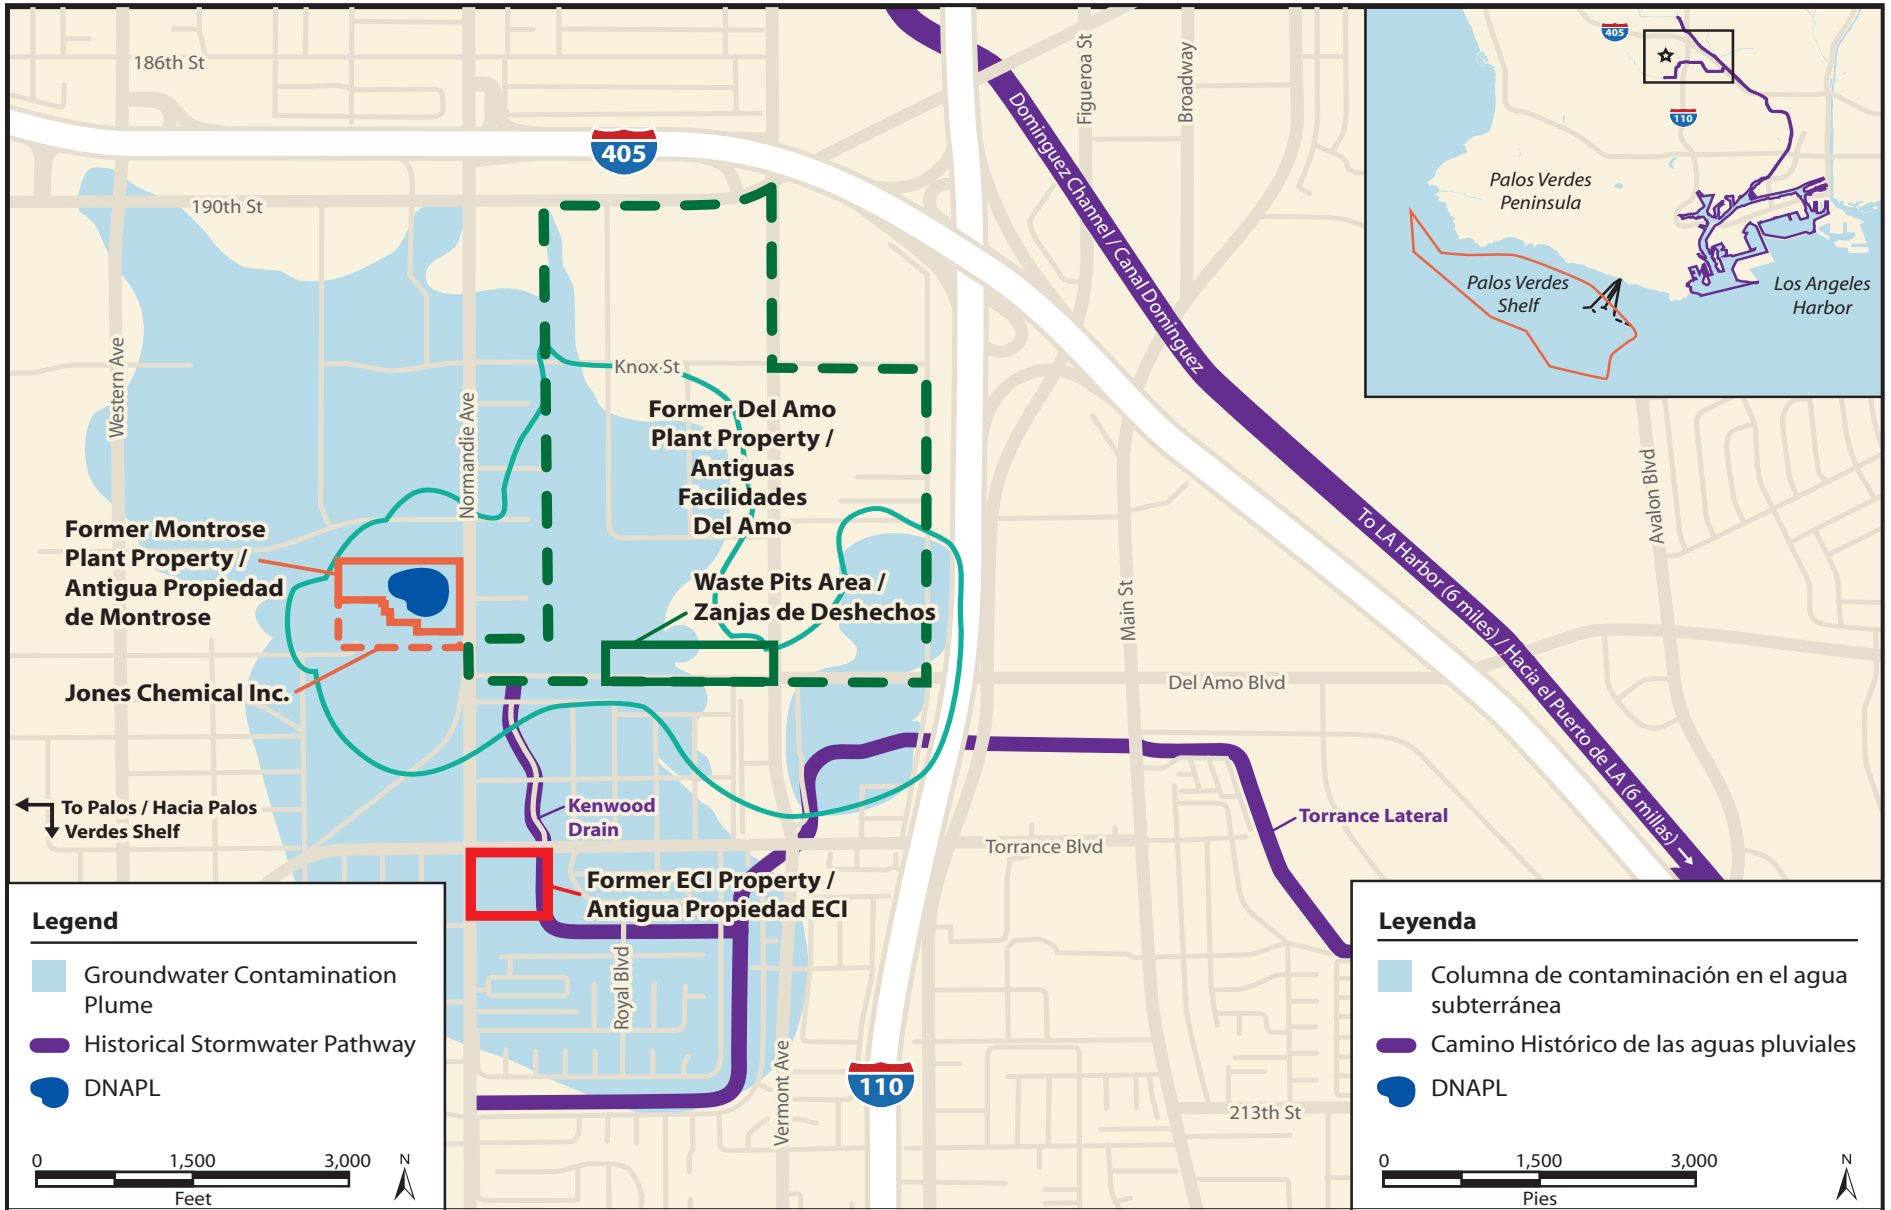 186th St
405
190th St
Western Ave
Normandie Ave
Knox St
Figueroa St
Broadway
Dominguez Channel / Canal Dominguez
To LA Harbor (6 miles) / Hacia el Puerto de LA (6 millas)
405
110
Palos Verdes
Peninsula
Palos Verdes
Shelf
Los Angeles
Harbor
Former Del Amo
Plant Property /
Antiguas
Facilidades
Del Amo
Former Montrose
Plant Property /
Antigua Propiedad
de Montrose
Waste Pits Area /
Zanjas de Deshechos
Jones Chemical Inc.
Main St
Avalon Blvd
Del Amo Blvd
To Palos / Hacia Palos
Verdes Shelf
Kenwood
Drain
Torrance Lateral
Torrance Blvd
Former ECI Property /
Antigua Propiedad ECI
Royal Blvd
Vermont Ave
110
213th St
Legend
Groundwater Contamination
Plume
Historical Stormwater Pathway
DNAPL
0 1,500 3,000
Feet
N
Leyenda
Columna de contaminación en el agua
subterránea
Camino Histórico de las aguas pluviales
DNAPL
0 1,500 3,000
Pies
N